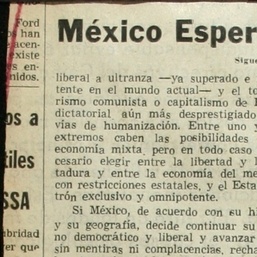 Ford
os han
acen-
existe
es en-
nidos.
os a
tiles
SSA
abridad
ver que
México Esper
Sigue
liberal a ultranza —ya superado e
tente en el mundo actual— y el to
rismo comunista o capitalismo de E
dictatorial aún más desprestigiado
vías de humanización. Entre uno y
extremos caben las posibilidades
economía mixta, pero en todo caso
cesario elegir entre la libertad y l
tadura y entre la economía del me
con restricciones estatales, y el Esta
trón exclusivo y omnipotente.
Si México, de acuerdo con su hi
y su geografía, decide continuar su
no democrático y liberal y avanzar
sin mentiras ni complacencias, recha